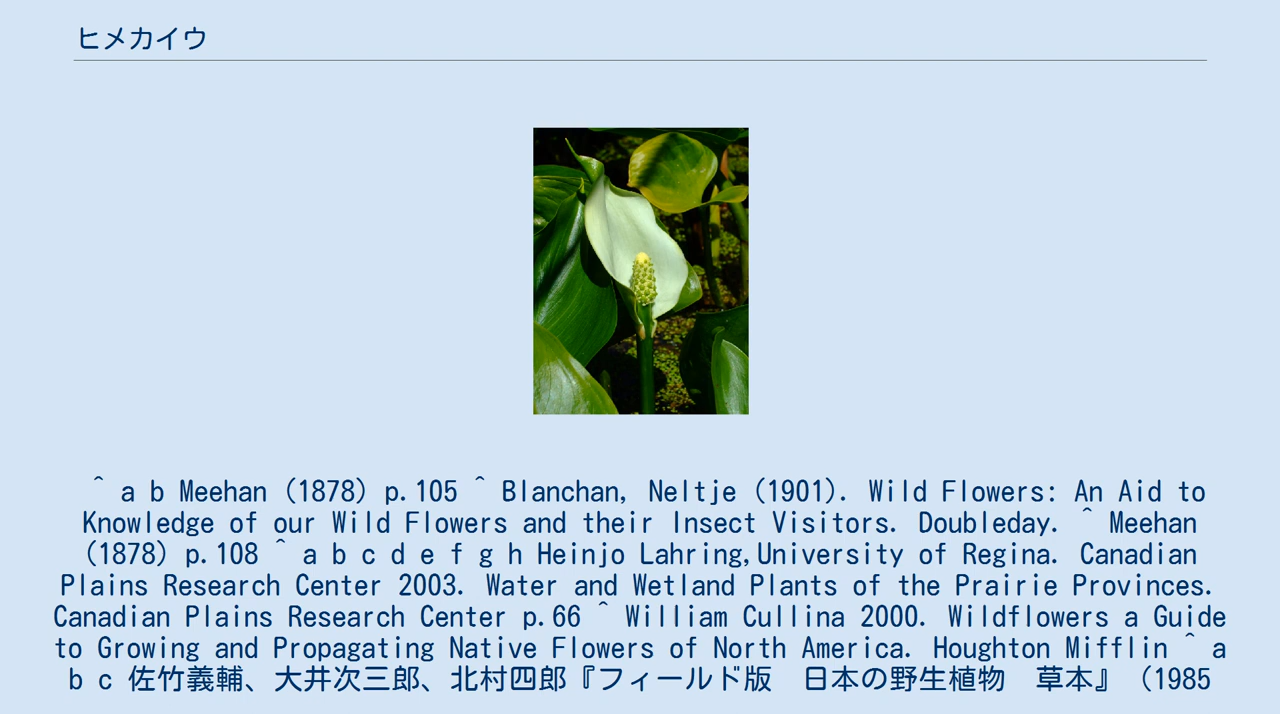 ヒメカイウ
^ a b Meehan (1878) p.105 ^ Blanchan, Neltje (1901). Wild Flowers: An Aid to
Knowledge of our Wild Flowers and their Insect Visitors. Doubleday. ^ Meehan
(1878) p.108 ^ a b c d e f g h Heinjo Lahring,University of Regina. Canadian
Plains Research Center 2003. Water and Wetland Plants of the Prairie Provinces.
Canadian Plains Research Center p.66 ^ William Cullina 2000. Wildflowers a Guide
to Growing and Propagating Native Flowers of North America. Houghton Mifflin ^ a
b c 佐竹義輔、大井次三郎、北村四郎『フィールド版　日本の野生植物　草本』（1985